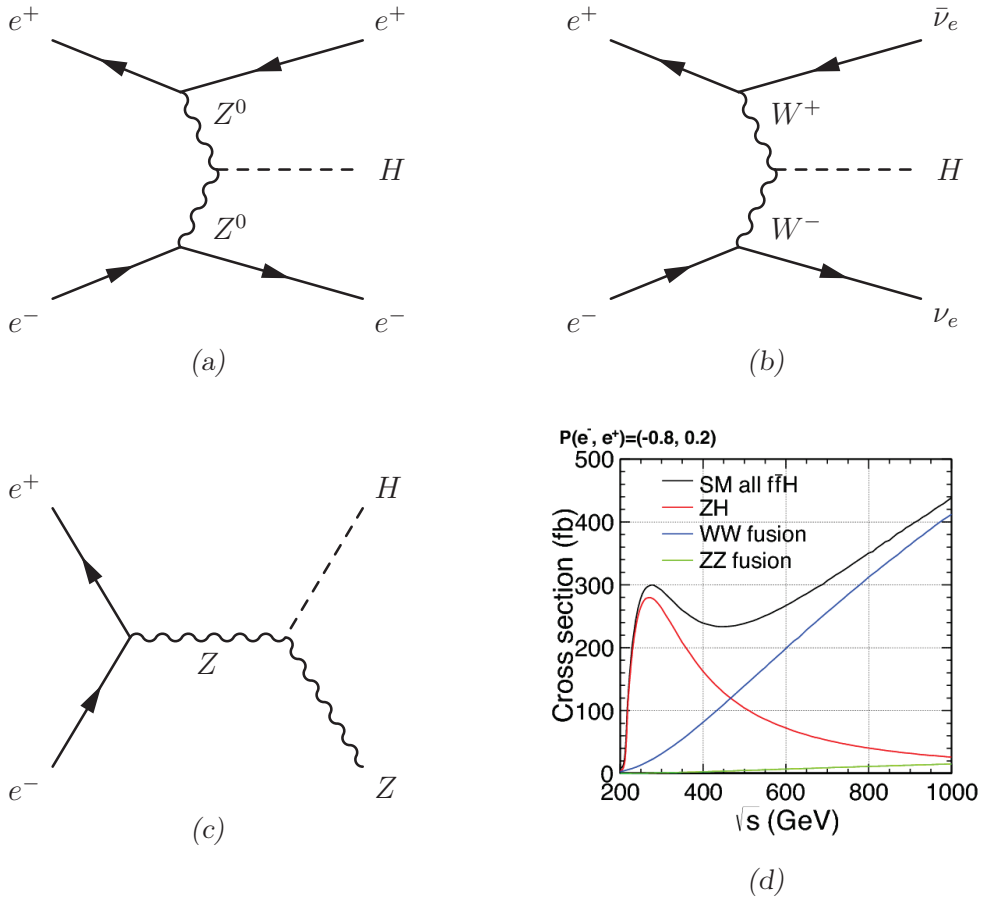 e⁺ e⁺
Z⁰
H
Z⁰
e⁻ e⁻
(a)
e⁺ ν̄ₑ
W⁺
H
W⁻
e⁻ νₑ
(b)
e⁺ H
Z
e⁻ Z
(c)
P(e⁻, e⁺)=(-0.8, 0.2)
Cross section (fb)
500
400
300
200
100
0
SM all ff̄H
ZH
WW fusion
ZZ fusion
200 400 600 800 1000
√s (GeV)
(d)